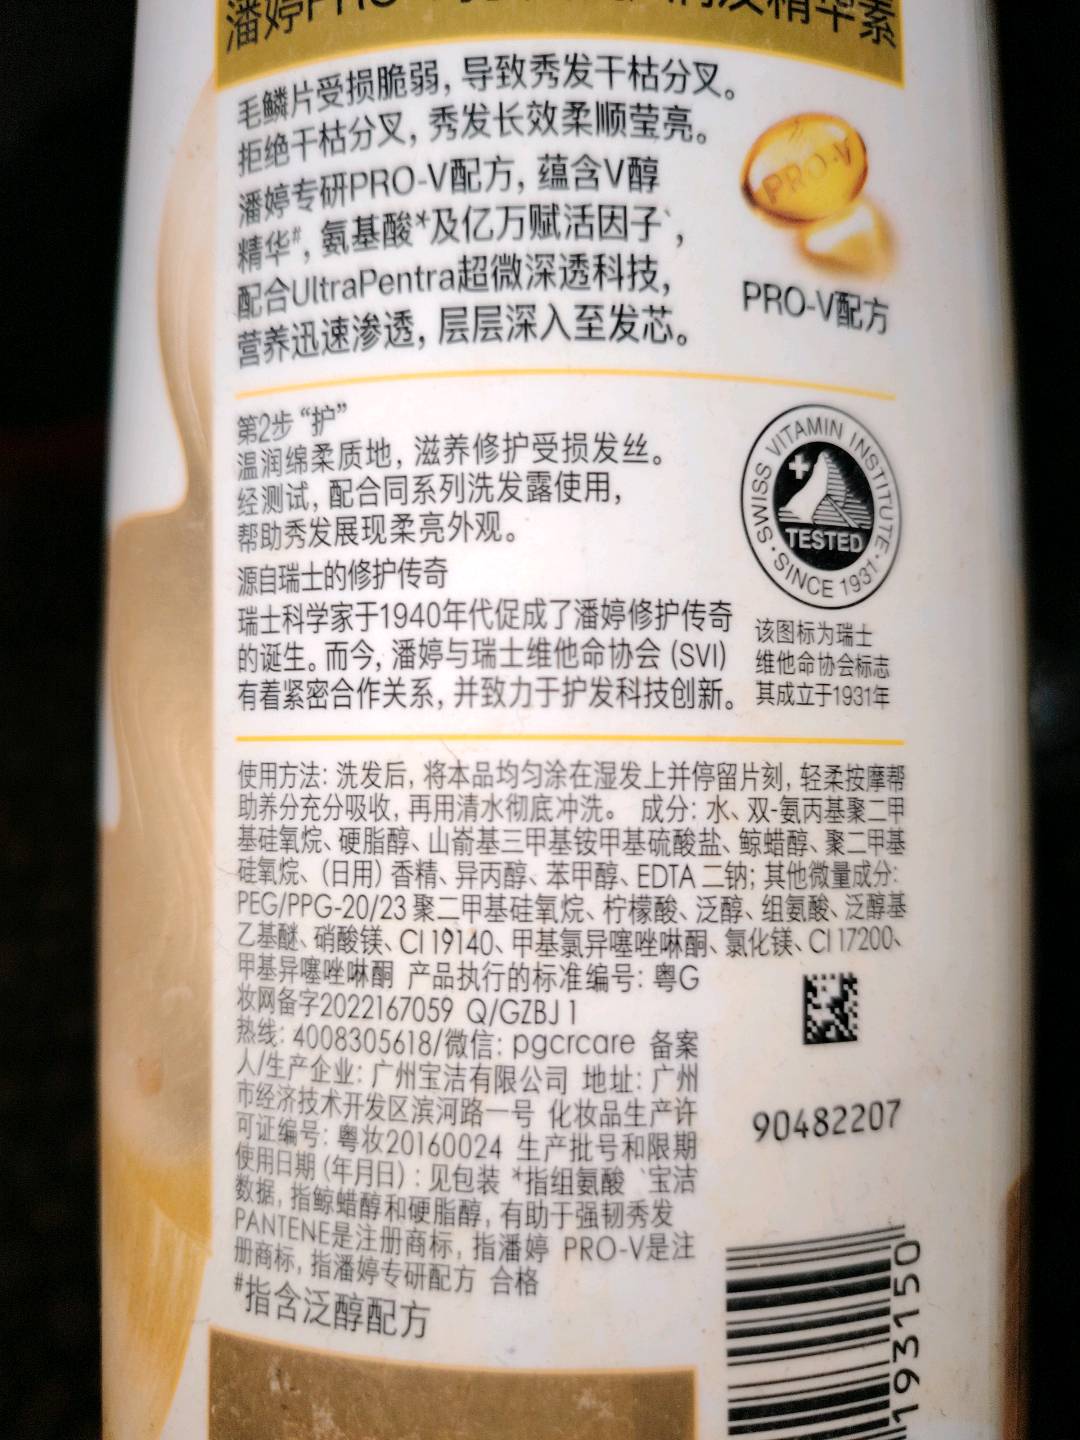 潘婷PRO-V
润发精华素
毛鳞片受损脆弱，导致秀发干枯分叉。
拒绝干枯分叉，秀发长效柔顺莹亮。
潘婷专研PRO-V配方，蕴含V醇
精华#，氨基酸*及亿万赋活因子`，
配合UltraPentra超微深透科技，
营养迅速渗透，层层深入至发芯。
PRO-V
PRO-V配方
第2步“护”
温润绵柔质地，滋养修护受损发丝。
经测试，配合同系列洗发露使用，
帮助秀发展现柔亮外观。
源自瑞士的修护传奇
瑞士科学家于1940年代促成了潘婷修护传奇
的诞生。而今，潘婷与瑞士维他命协会 (SVI)
有着紧密合作关系，并致力于护发科技创新。
SWISS VITAMIN INSTITUTE
TESTED
SINCE 1931
该图标为瑞士
维他命协会标志
其成立于1931年
使用方法：洗发后，将本品均匀涂在湿发上并停留片刻，轻柔按摩帮
助养分充分吸收，再用清水彻底冲洗。 成分：水、双-氨丙基聚二甲
基硅氧烷、硬脂醇、山嵛基三甲基铵甲基硫酸盐、鲸蜡醇、聚二甲基
硅氧烷、(日用) 香精、异丙醇、苯甲醇、EDTA 二钠；其他微量成分：
PEG/PPG-20/23 聚二甲基硅氧烷、柠檬酸、泛醇、组氨酸、泛醇基
乙基醚、硝酸镁、CI 19140、甲基氯异噻唑啉酮、氯化镁、CI 17200、
甲基异噻唑啉酮 产品执行的标准编号：粤G
妆网备字2022167059 Q/GZBJ 1
热线：4008305618/微信：pgcrcare 备案
人/生产企业：广州宝洁有限公司 地址：广州
市经济技术开发区滨河路一号 化妆品生产许
可证编号：粤妆20160024 生产批号和限期
使用日期 (年月日)：见包装 *指组氨酸 `宝洁
数据，指鲸蜡醇和硬脂醇，有助于强韧秀发
PANTENE是注册商标，指潘婷 PRO-V是注
册商标，指潘婷专研配方 合格
#指含泛醇配方
90482207
193150